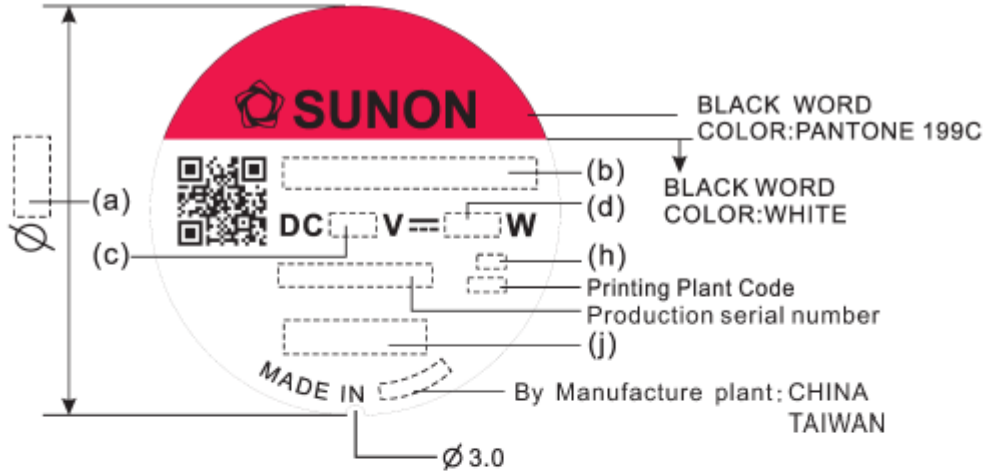 SUNON
BLACK WORD
COLOR:PANTONE 199C
(b)
BLACK WORD
COLOR:WHITE
(a)
(d)
DC V⎓ W
(c)
(h)
Printing Plant Code
Production serial number
(j)
MADE IN
By Manufacture plant: CHINA
TAIWAN
Ø
Ø 3.0